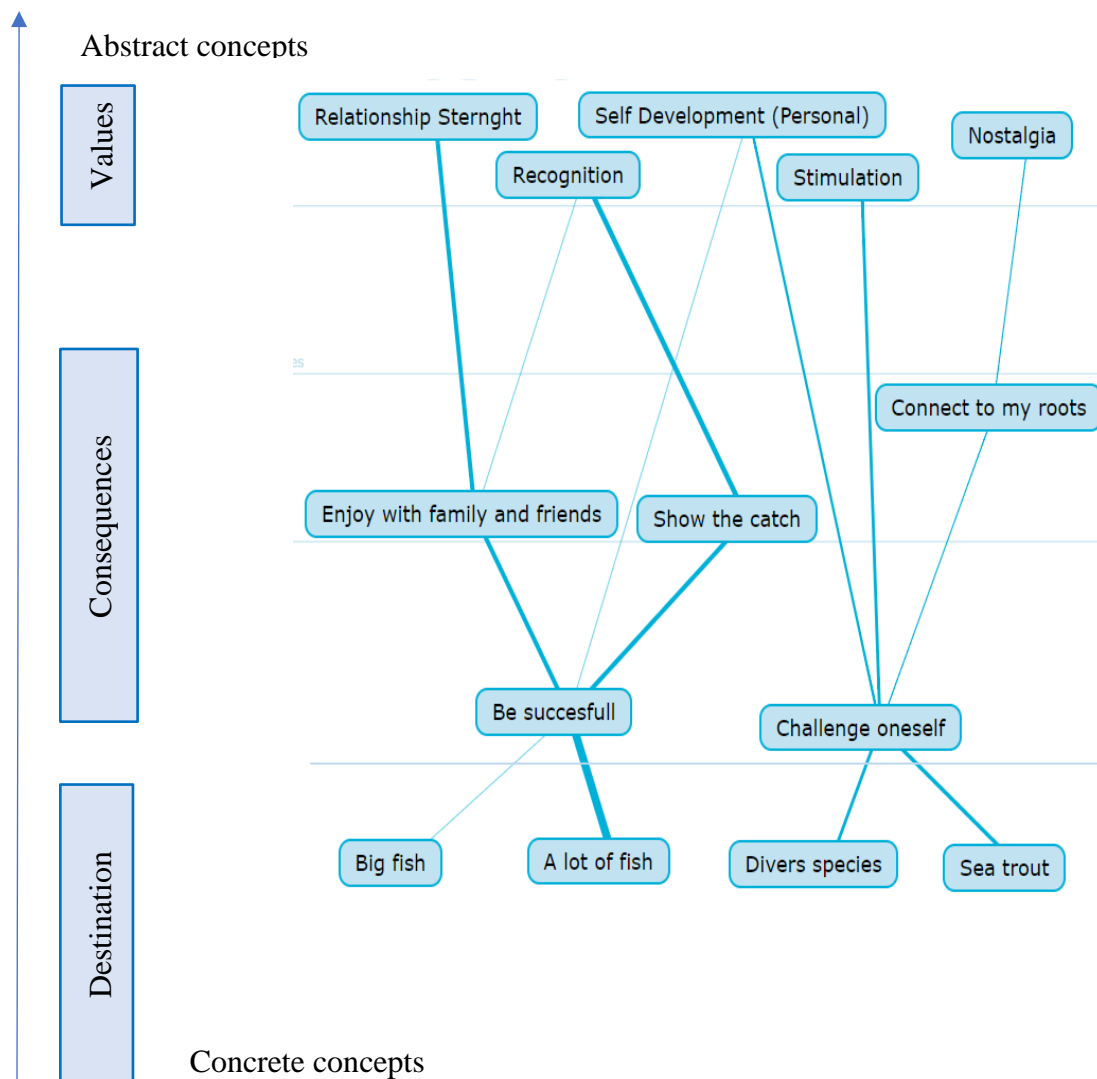 Abstract concepts
Values
Relationship Sternght
Self Development (Personal)
Nostalgia
Recognition
Stimulation
es
Consequences
Connect to my roots
Enjoy with family and friends
Show the catch
Be succesfull
Challenge oneself
Destination
Big fish
A lot of fish
Divers species
Sea trout
Concrete concepts